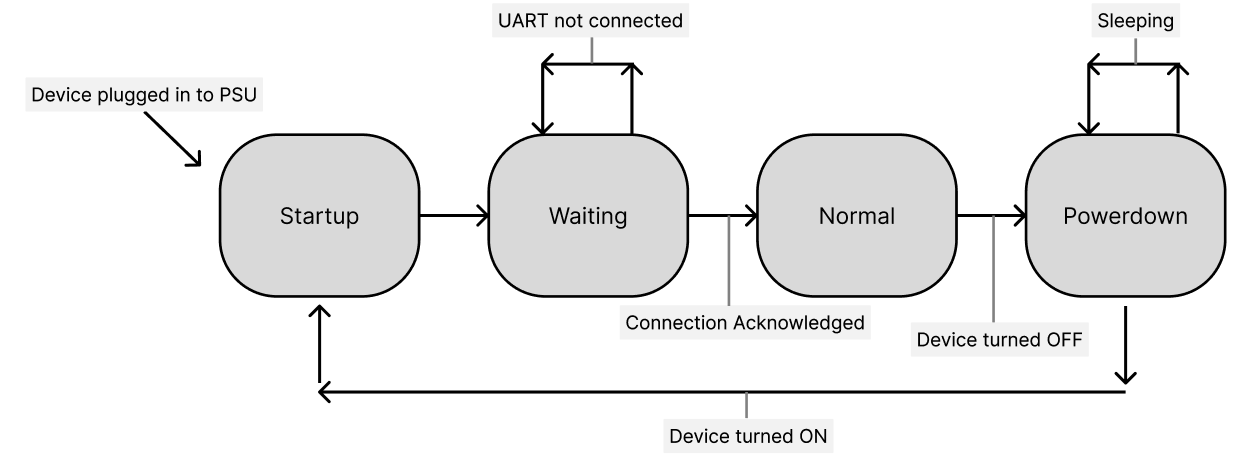 UART not connected
Sleeping
Device plugged in to PSU
Startup
Waiting
Normal
Powerdown
Connection Acknowledged
Device turned OFF
Device turned ON